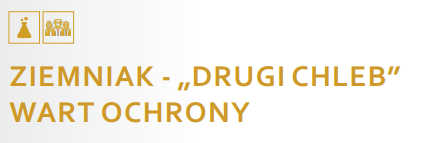 ZIEMNIAK - „DRUGI CHLEB”
WART OCHRONY